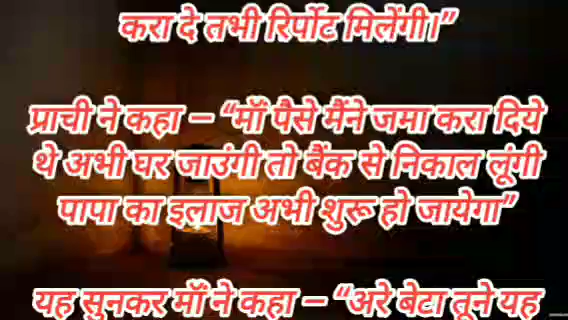 करा दे तभी रिर्पोट मिलेंगी।”
प्राची ने कहा – “मॉं पैसे मैंने जमा करा दिये
थे अभी घर जाउंगी तो बैंक से निकाल लूंगी
पापा का इलाज अभी शुरू हो जायेगा”
यह सुनकर मॉं ने कहा – “अरे बेटा तूने यह